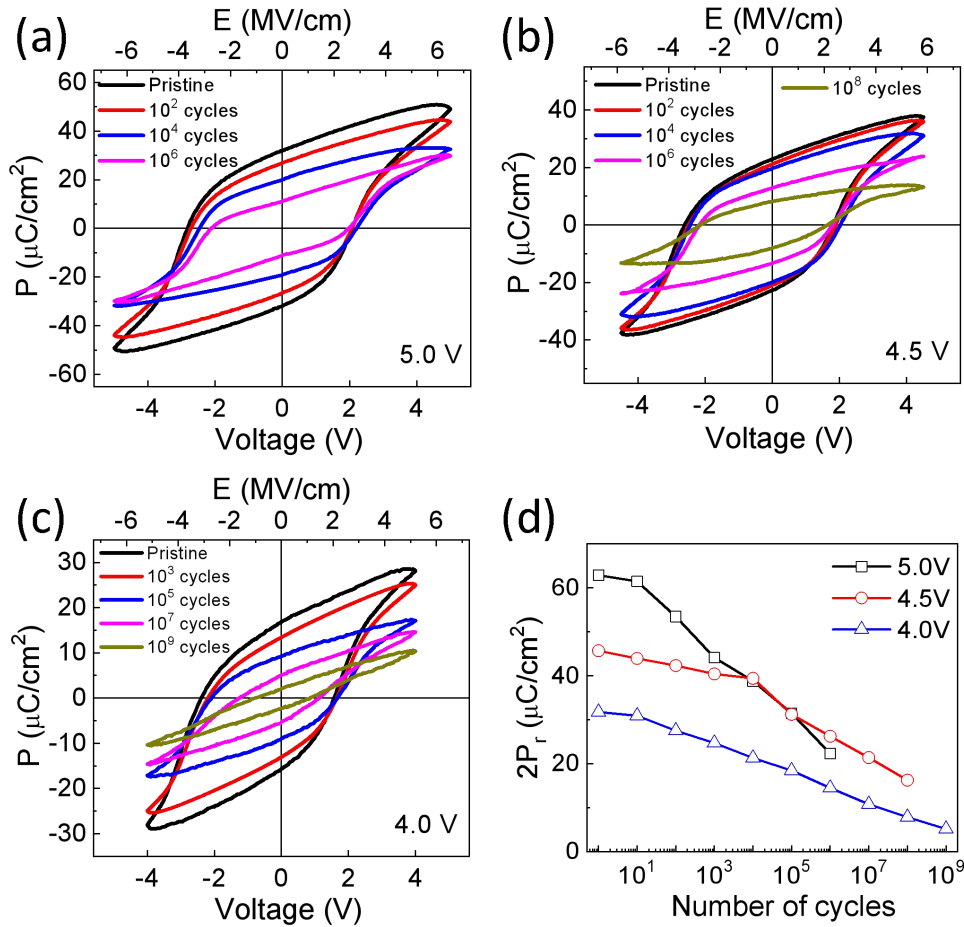 (a)
E (MV/cm)
-6 -4 -2 0 2 4 6
60
40
20
0
-20
-40
-60
P (μC/cm²)
Pristine
10² cycles
10⁴ cycles
10⁶ cycles
5.0 V
-4 -2 0 2 4
Voltage (V)
(b)
E (MV/cm)
-6 -4 -2 0 2 4 6
40
20
0
-20
-40
P (μC/cm²)
Pristine
10² cycles
10⁴ cycles
10⁶ cycles
10⁸ cycles
4.5 V
-4 -2 0 2 4
Voltage (V)
(c)
E (MV/cm)
-6 -4 -2 0 2 4 6
30
20
10
0
-10
-20
-30
P (μC/cm²)
Pristine
10³ cycles
10⁵ cycles
10⁷ cycles
10⁹ cycles
4.0 V
-4 -2 0 2 4
Voltage (V)
(d)
60
40
20
0
2Pᵣ (μC/cm²)
5.0V
4.5V
4.0V
10¹ 10³ 10⁵ 10⁷ 10⁹
Number of cycles